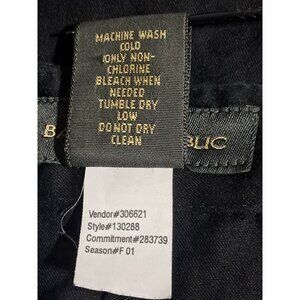 MACHINE WASH
COLD
ONLY NON-
CHLORINE
BLEACH WHEN
NEEDED
TUMBLE DRY
LOW
DO NOT DRY
CLEAN
BA
BLIC
Vendor#306621
Style#130288
Commitment#283739
Season#F 01